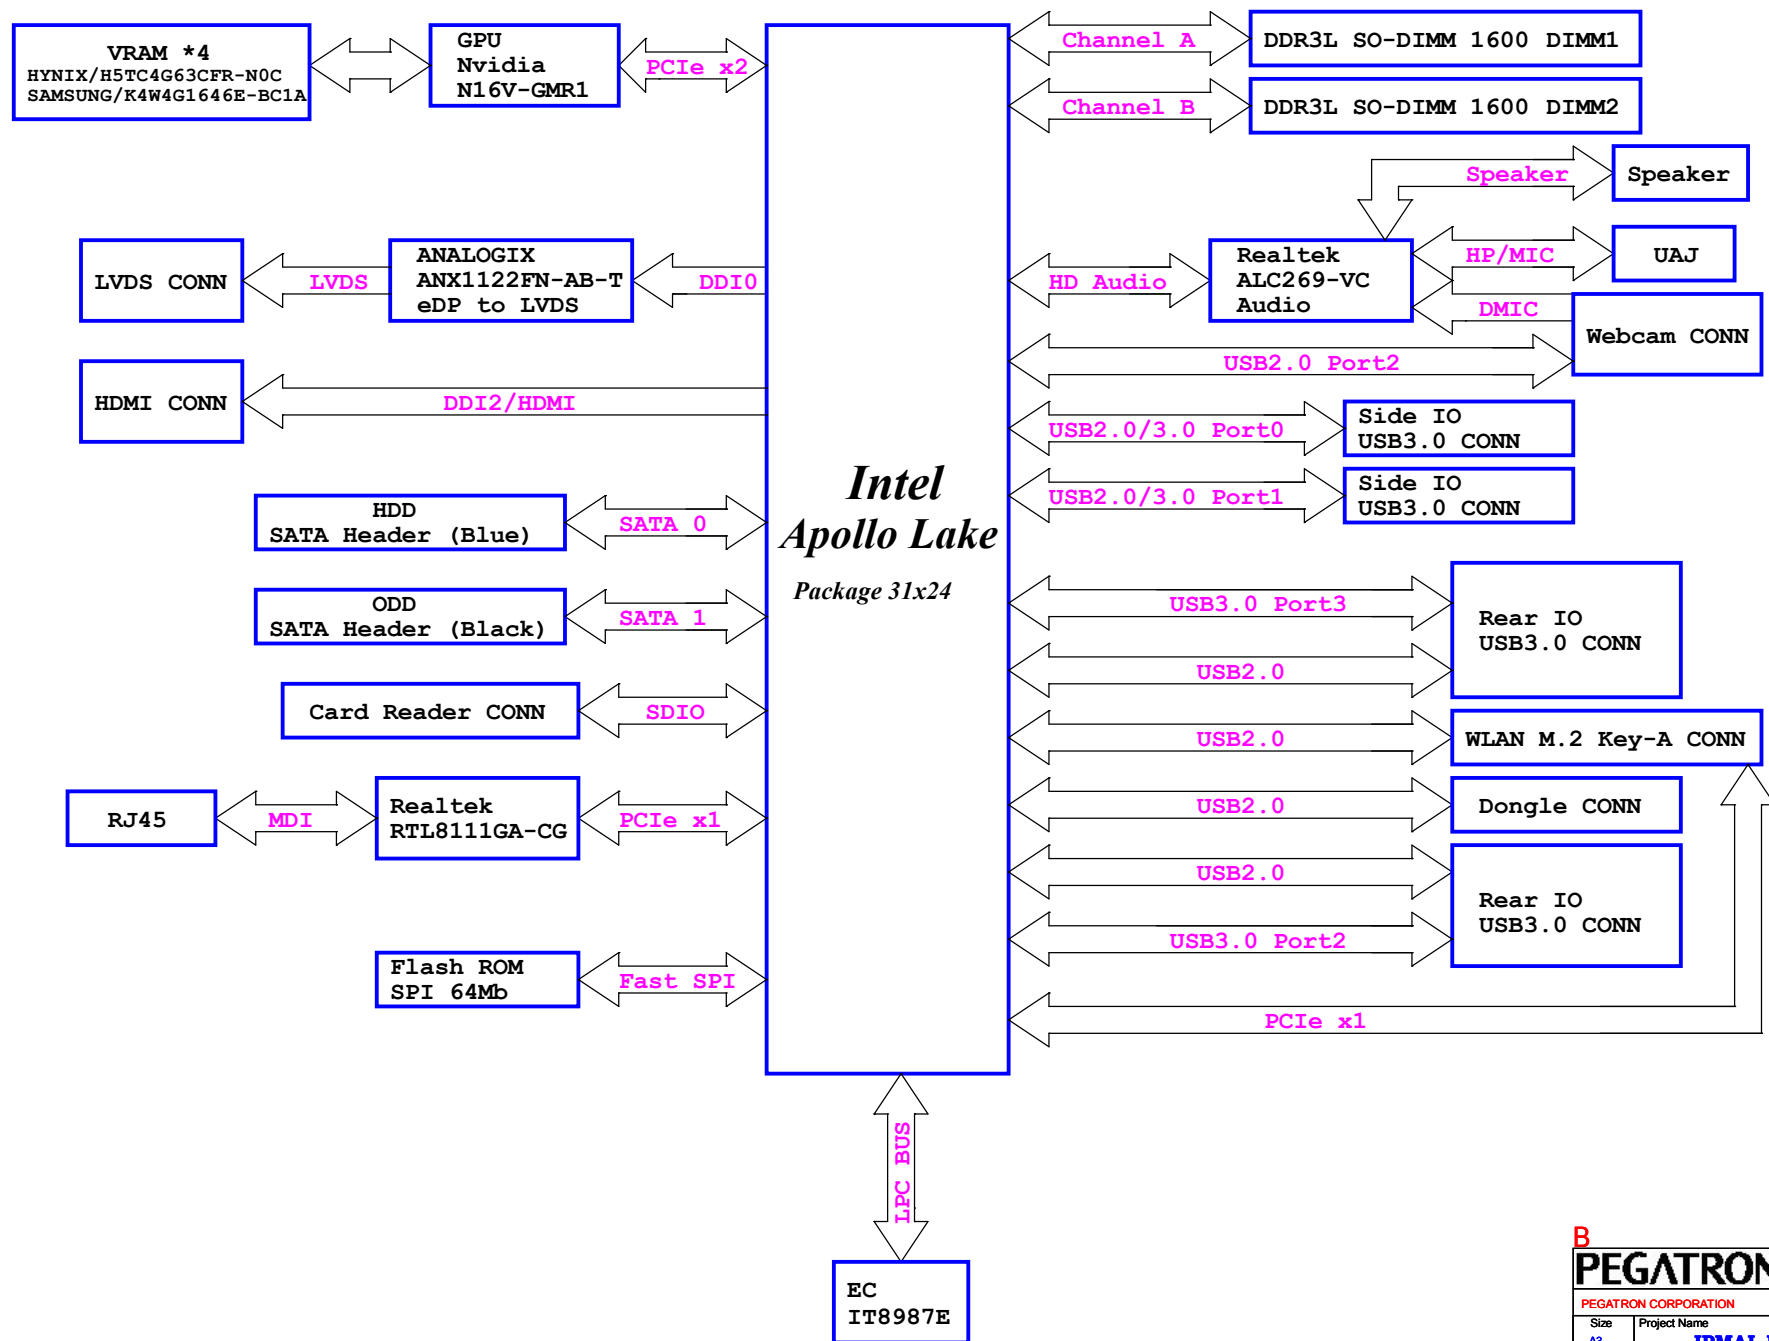 VRAM *4
HYNIX/H5TC4G63CFR-N0C
SAMSUNG/K4W4G1646E-BC1A
GPU
Nvidia
N16V-GMR1
PCIe x2
Channel A
DDR3L SO-DIMM 1600 DIMM1
Channel B
DDR3L SO-DIMM 1600 DIMM2
Speaker
Speaker
LVDS CONN
LVDS
ANALOGIX
ANX1122FN-AB-T
eDP to LVDS
DDI0
HD Audio
Realtek
ALC269-VC
Audio
HP/MIC
UAJ
DMIC
Webcam CONN
USB2.0 Port2
HDMI CONN
DDI2/HDMI
USB2.0/3.0 Port0
Side IO
USB3.0 CONN
USB2.0/3.0 Port1
Side IO
USB3.0 CONN
Intel
Apollo Lake
Package 31x24
HDD
SATA Header (Blue)
SATA 0
ODD
SATA Header (Black)
SATA 1
USB3.0 Port3
Rear IO
USB3.0 CONN
USB2.0
Card Reader CONN
SDIO
USB2.0
WLAN M.2 Key-A CONN
RJ45
MDI
Realtek
RTL8111GA-CG
PCIe x1
USB2.0
Dongle CONN
USB2.0
Rear IO
USB3.0 CONN
USB3.0 Port2
Flash ROM
SPI 64Mb
Fast SPI
PCIe x1
LPC BUS
EC
IT8987E
B
PEGATRON
PEGATRON CORPORATION
Size
Project Name
A3